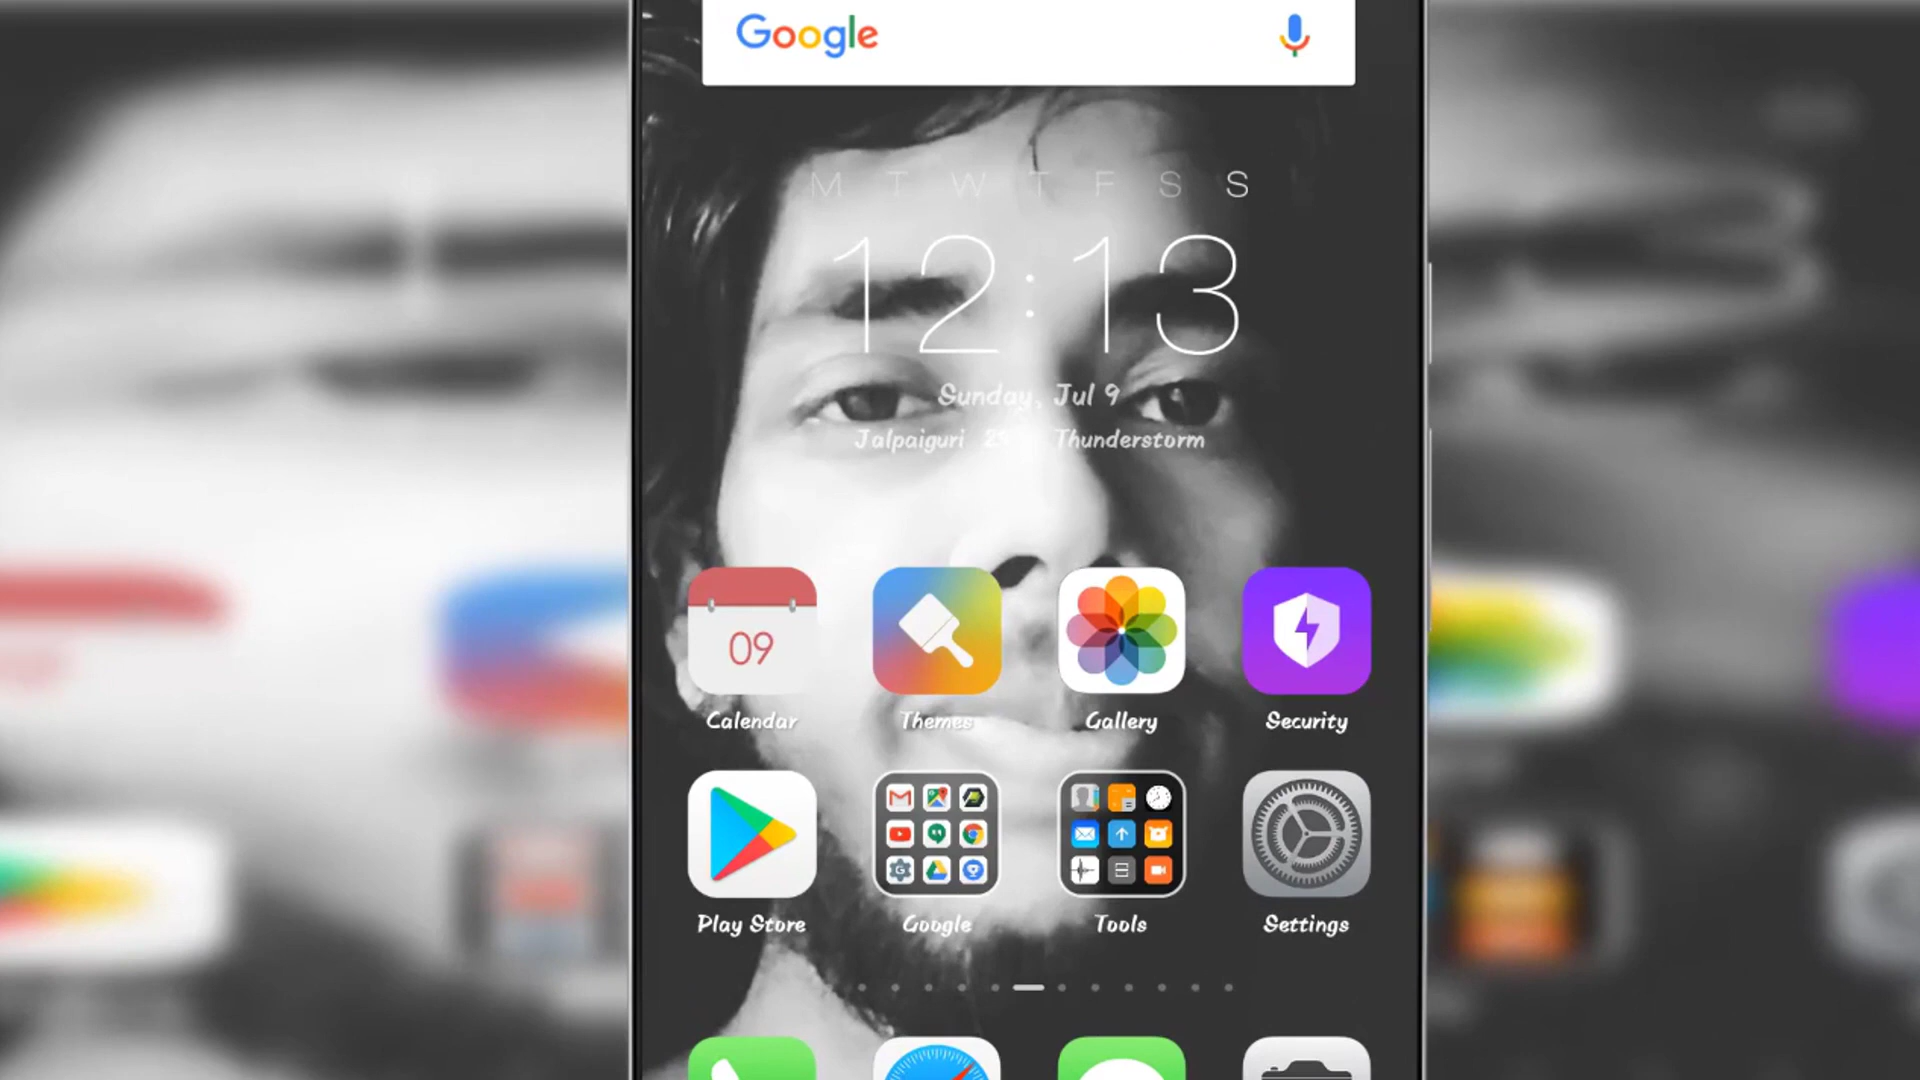 Google
M T W T F S S
12:13
Sunday, Jul 9
Jalpaiguri Thunderstorm
09
Calendar Themes Gallery Security
Play Store Google Tools Settings